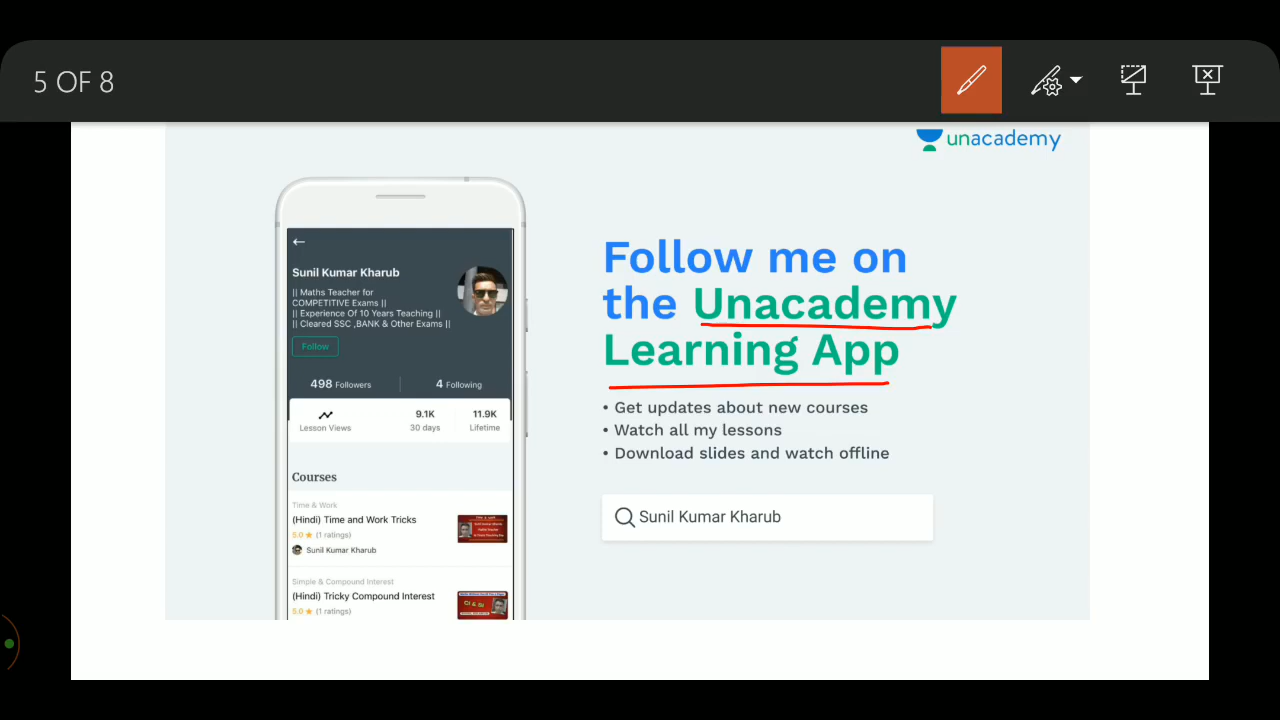 5 OF 8
unacademy
Sunil Kumar Kharub
|| Maths Teacher for
COMPETITIVE Exams ||
|| Experience Of 10 Years Teaching ||
|| Cleared SSC ,BANK & Other Exams ||
Follow
498 Followers
4 Following
Lesson Views
9.1K
30 days
11.9K
Lifetime
Courses
Time & Work
(Hindi) Time and Work Tricks
5.0 ★ (1 ratings)
Sunil Kumar Kharub
Simple & Compound Interest
(Hindi) Tricky Compound Interest
5.0 ★ (1 ratings)
Follow me on
the Unacademy
Learning App
• Get updates about new courses
• Watch all my lessons
• Download slides and watch offline
Sunil Kumar Kharub